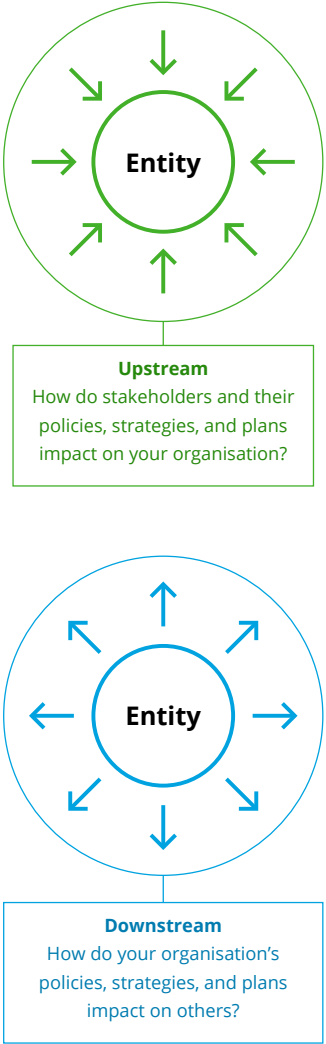 Entity
Upstream
How do stakeholders and their
policies, strategies, and plans
impact on your organisation?
Entity
Downstream
How do your organisation’s
policies, strategies, and plans
impact on others?